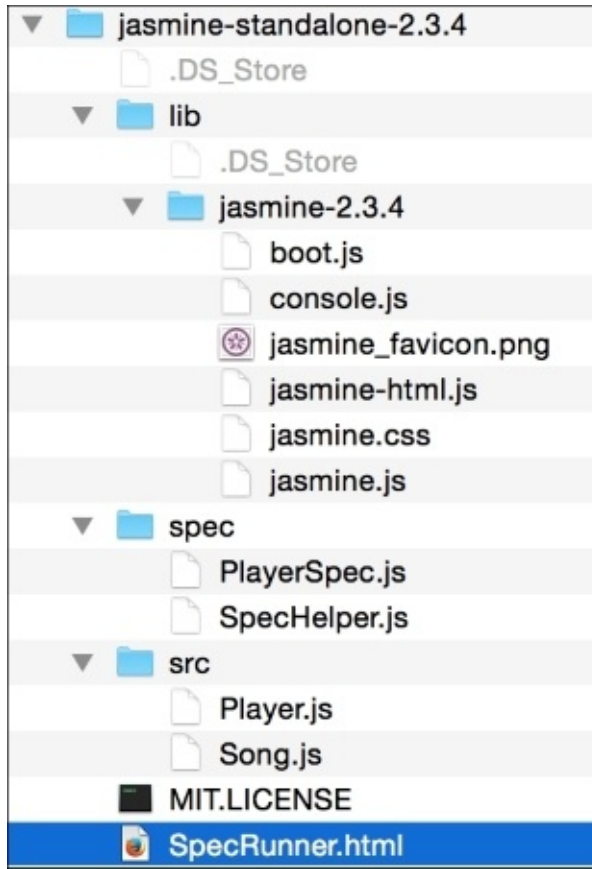 jasmine-standalone-2.3.4
.DS_Store
lib
.DS_Store
jasmine-2.3.4
boot.js
console.js
jasmine_favicon.png
jasmine-html.js
jasmine.css
jasmine.js
spec
PlayerSpec.js
SpecHelper.js
src
Player.js
Song.js
MIT.LICENSE
SpecRunner.html